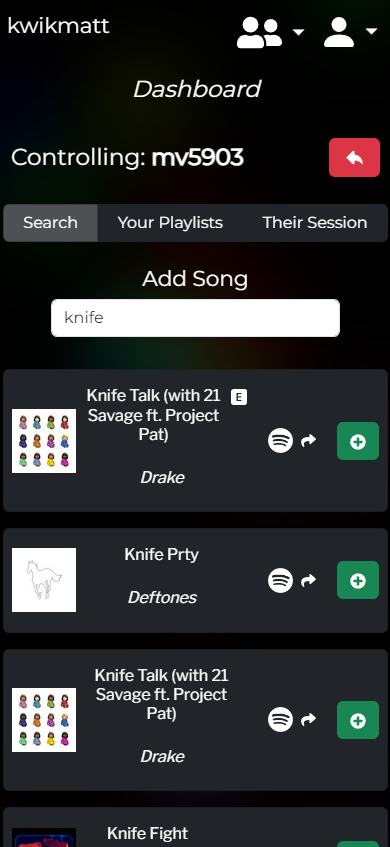 kwikmatt
Dashboard
Controlling: mv5903
Search
Your Playlists
Their Session
Add Song
knife
Knife Talk (with 21
E
Savage ft. Project
Pat)
Drake
Knife Prty
Deftones
Knife Talk (with 21
Savage ft. Project
Pat)
Drake
Knife Fight